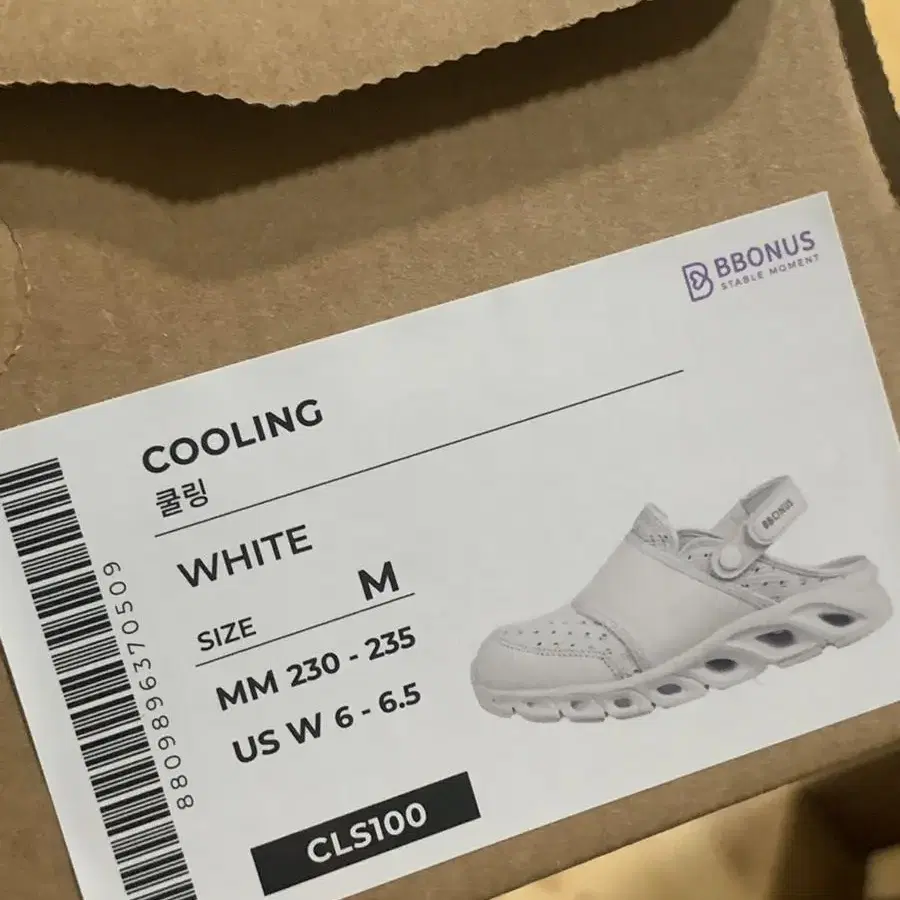 BBONUS
STABLE MOMENT
COOLING
쿨링
WHITE
SIZE M
MM 230 - 235
US W 6 - 6.5
CLS100
8809896370509
BBONUS